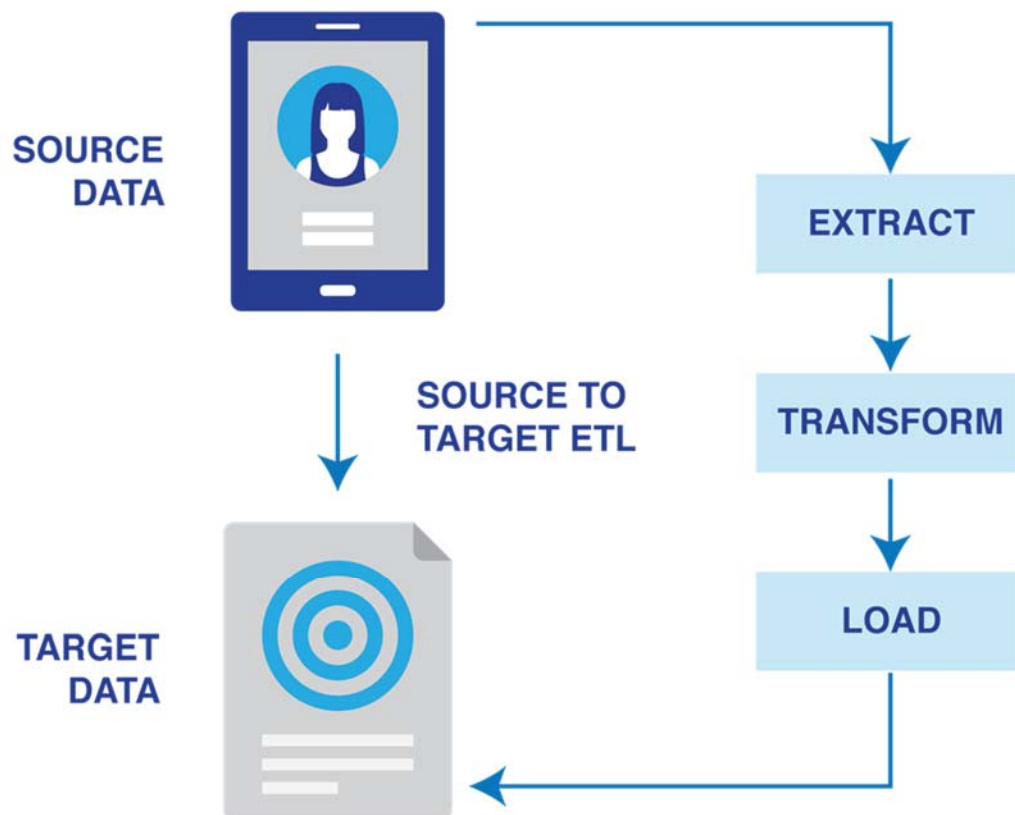 SOURCE
DATA
EXTRACT
SOURCE TO
TARGET ETL
TRANSFORM
LOAD
TARGET
DATA